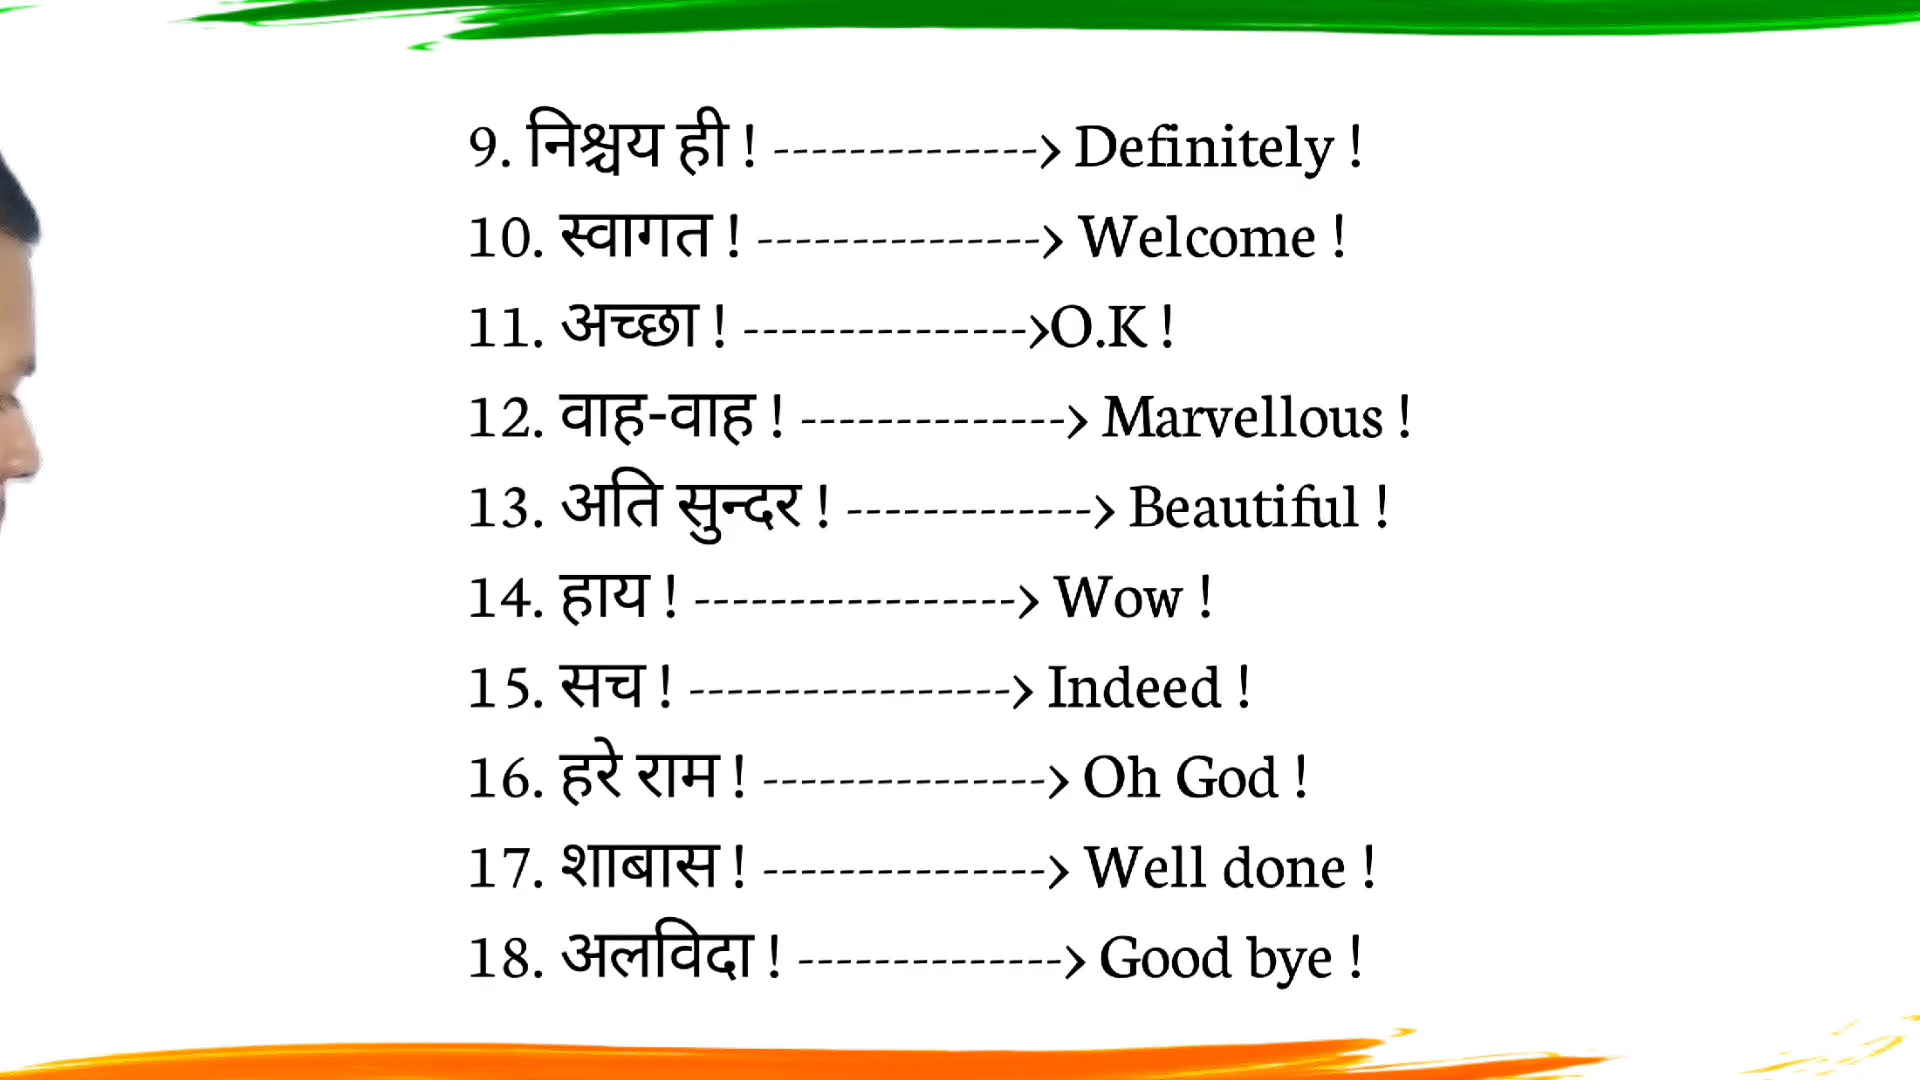 9. निश्चय ही ! --------------> Definitely !
10. स्वागत ! ---------------> Welcome !
11. अच्छा ! --------------->O.K !
12. वाह-वाह ! --------------> Marvellous !
13. अति सुन्दर ! -------------> Beautiful !
14. हाय ! -----------------> Wow !
15. सच ! -----------------> Indeed !
16. हरे राम ! ---------------> Oh God !
17. शाबास ! ---------------> Well done !
18. अलविदा ! --------------> Good bye !